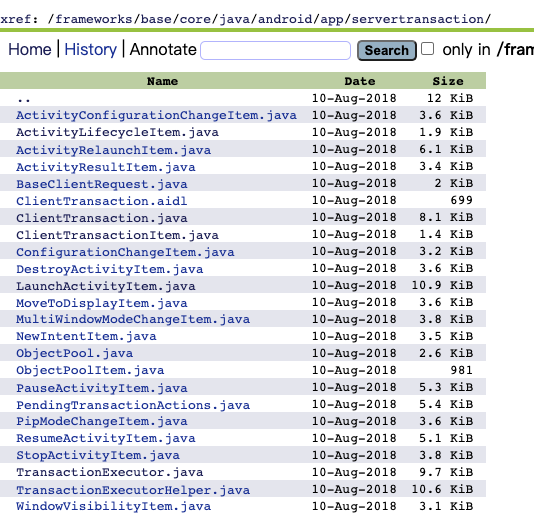 xref: /frameworks/base/core/java/android/app/servertransaction/
Home | History | Annotate Search only in /fram
Name Date Size
.. 10-Aug-2018 12 KiB
ActivityConfigurationChangeItem.java 10-Aug-2018 3.6 KiB
ActivityLifecycleItem.java 10-Aug-2018 1.9 KiB
ActivityRelaunchItem.java 10-Aug-2018 6.1 KiB
ActivityResultItem.java 10-Aug-2018 3.4 KiB
BaseClientRequest.java 10-Aug-2018 2 KiB
ClientTransaction.aidl 10-Aug-2018 699
ClientTransaction.java 10-Aug-2018 8.1 KiB
ClientTransactionItem.java 10-Aug-2018 1.4 KiB
ConfigurationChangeItem.java 10-Aug-2018 3.2 KiB
DestroyActivityItem.java 10-Aug-2018 3.6 KiB
LaunchActivityItem.java 10-Aug-2018 10.9 KiB
MoveToDisplayItem.java 10-Aug-2018 3.6 KiB
MultiWindowModeChangeItem.java 10-Aug-2018 3.8 KiB
NewIntentItem.java 10-Aug-2018 3.5 KiB
ObjectPool.java 10-Aug-2018 2.6 KiB
ObjectPoolItem.java 10-Aug-2018 981
PauseActivityItem.java 10-Aug-2018 5.3 KiB
PendingTransactionActions.java 10-Aug-2018 5.4 KiB
PipModeChangeItem.java 10-Aug-2018 3.6 KiB
ResumeActivityItem.java 10-Aug-2018 5.1 KiB
StopActivityItem.java 10-Aug-2018 3.8 KiB
TransactionExecutor.java 10-Aug-2018 9.7 KiB
TransactionExecutorHelper.java 10-Aug-2018 10.6 KiB
WindowVisibilityItem.java 10-Aug-2018 3.1 KiB